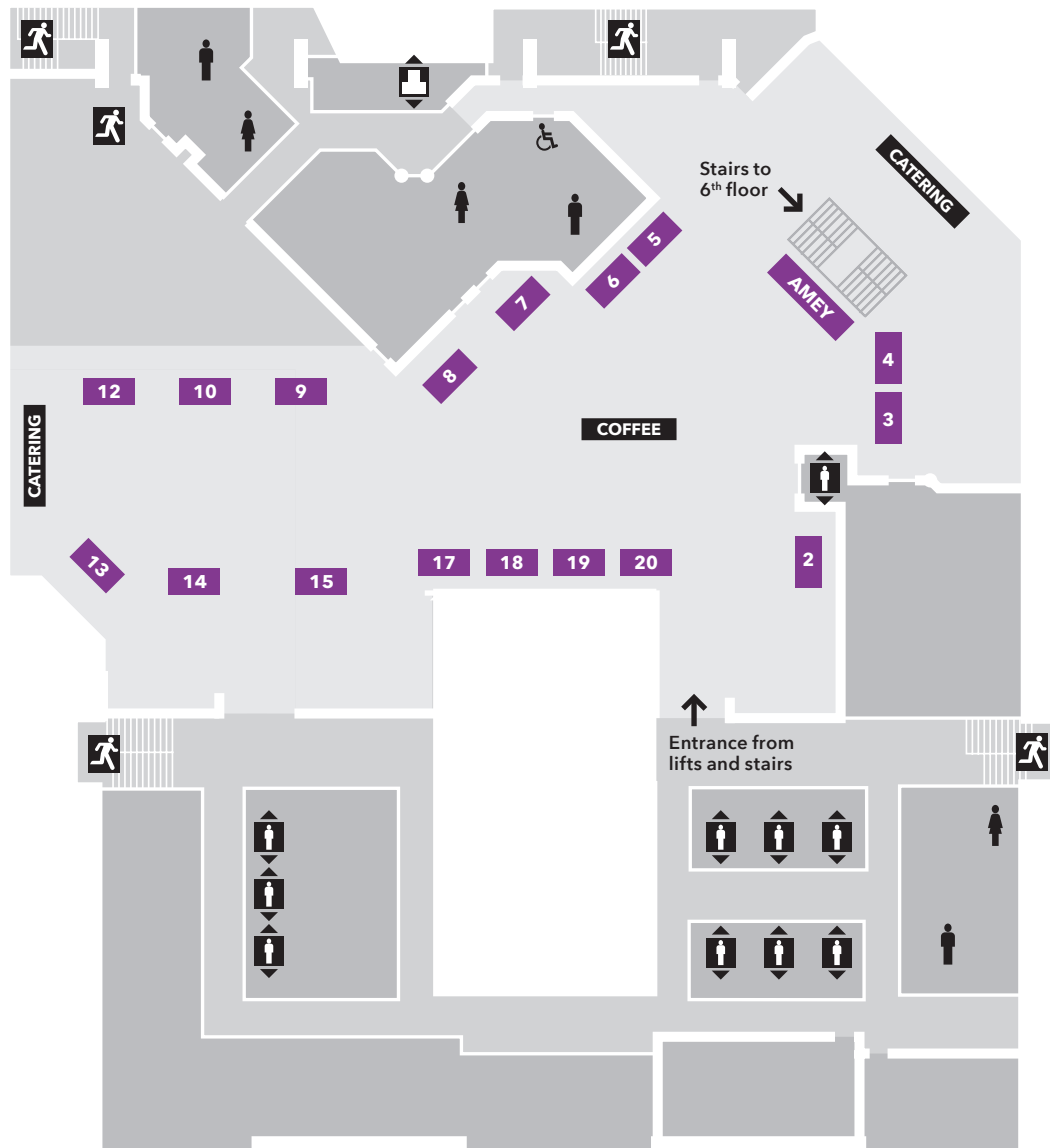 Stairs to
6th floor
CATERING
5
6
AMEY
7
4
8
12
10
9
3
COFFEE
CATERING
13
14
15
17
18
19
20
2
Entrance from
lifts and stairs